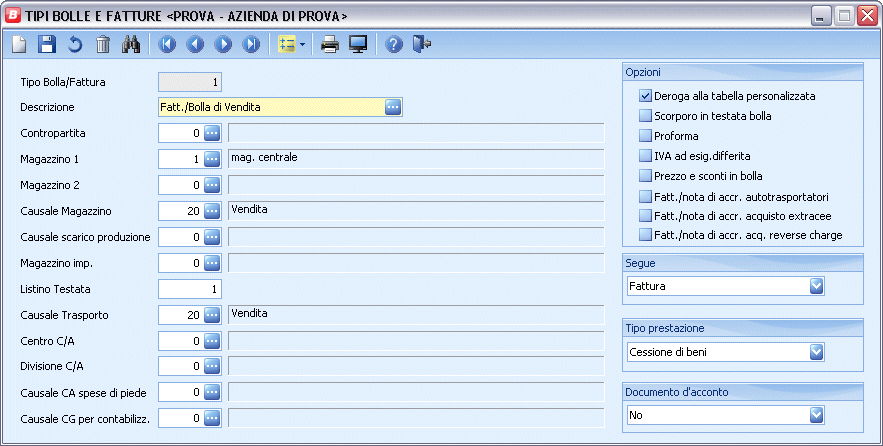 B TIPI BOLLE E FATTURE <PROVA - AZIENDA DI PROVA>
Tipo Bolla/Fattura 1
Descrizione Fatt./Bolla di Vendita
Contropartita 0
Magazzino 1 1 mag. centrale
Magazzino 2 0
Causale Magazzino 20 Vendita
Causale scarico produzione 0
Magazzino imp. 0
Listino Testata 1
Causale Trasporto 20 Vendita
Centro C/A 0
Divisione C/A 0
Causale CA spese di piede 0
Causale CG per contabilizz. 0
Opzioni
Deroga alla tabella personalizzata
Scorporo in testata bolla
Proforma
IVA ad esig.differita
Prezzo e sconti in bolla
Fatt./nota di accr. autotrasportatori
Fatt./nota di accr. acquisto extracee
Fatt./nota di accr. acq. reverse charge
Segue
Fattura
Tipo prestazione
Cessione di beni
Documento d'acconto
No